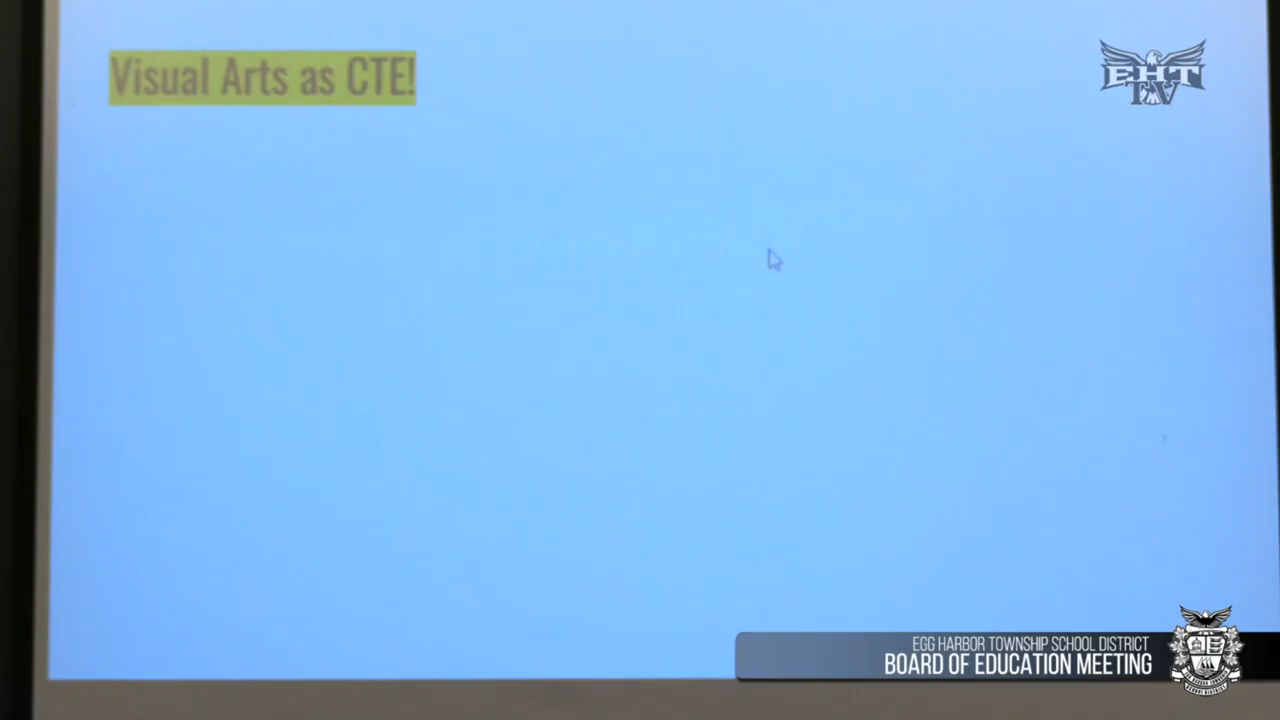 Visual Arts as CTE!
EHT
TV
EGG HARBOR TOWNSHIP SCHOOL DISTRICT
BOARD OF EDUCATION MEETING